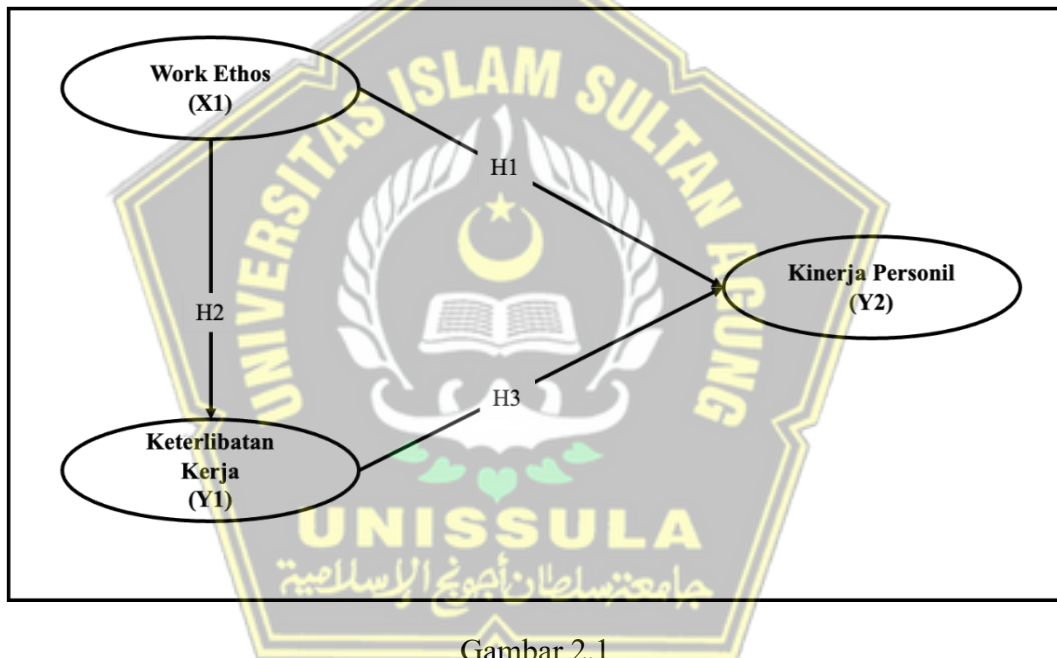 Work Ethos
(X1)
UNIVERSITAS ISLAM SULTAN AGUNG
H1
Kinerja Personil
(Y2)
H2
H3
Keterlibatan
Kerja
(Y1)
UNISSULA
جامعة سلطان أجونج الإسلامية
Gambar 2.1